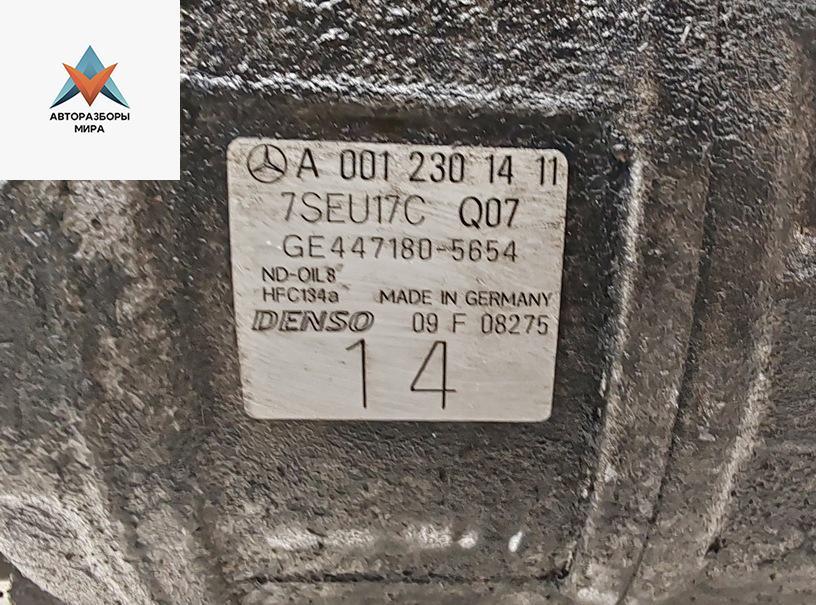 АВТОРАЗБОРЫ
МИРА
A 001 230 14 11
7SEU17C Q07
GE447180-5654
ND-OIL8
HFC134a MADE IN GERMANY
DENSO 09 F 08275
14